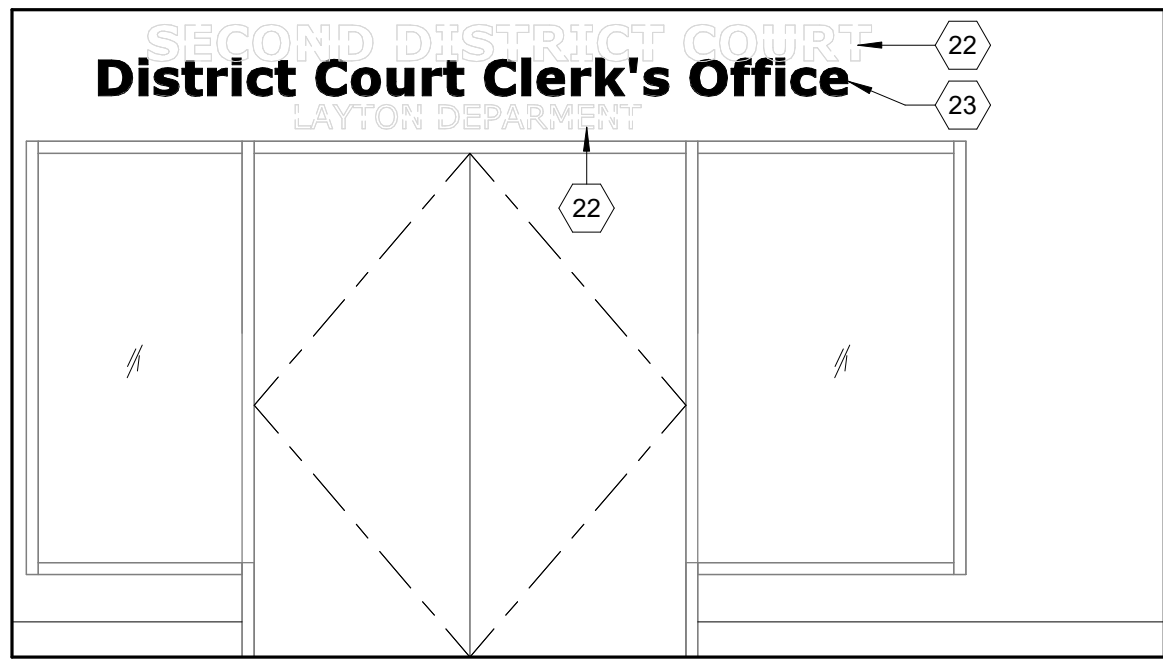 SECOND DISTRICT COURT
22
District Court Clerk's Office
23
LAYTON DEPARMENT
22